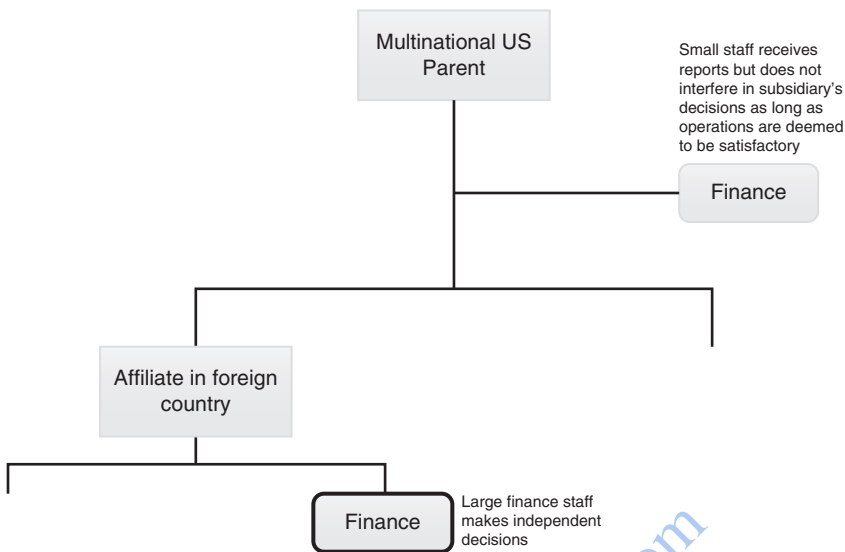 Multinational US
Parent
Small staff receives
reports but does not
interfere in subsidiary's
decisions as long as
operations are deemed
to be satisfactory
Finance
Affiliate in foreign
country
Finance
Large finance staff
makes independent
decisions
om